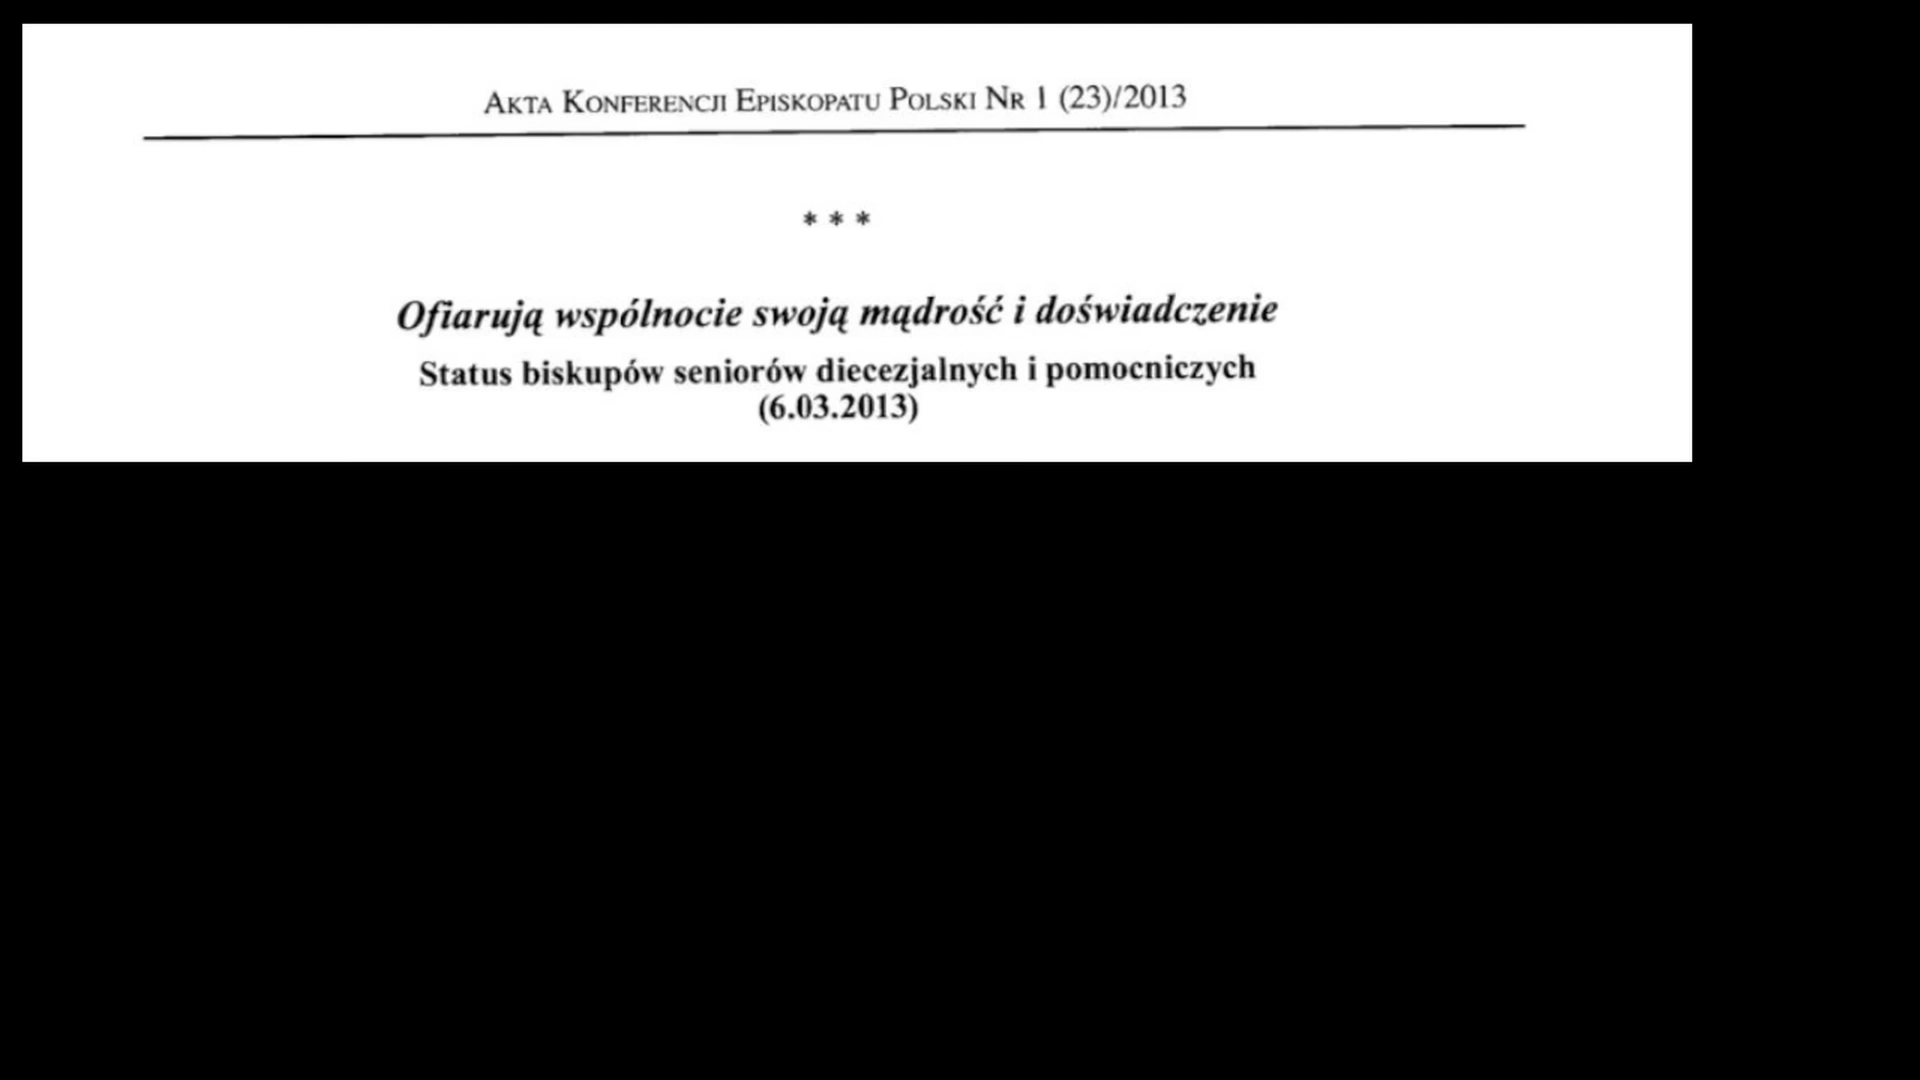 Akta Konferencji Episkopatu Polski Nr 1 (23)/2013
* * *
Ofiarują wspólnocie swoją mądrość i doświadczenie
Status biskupów seniorów diecezjalnych i pomocniczych
(6.03.2013)